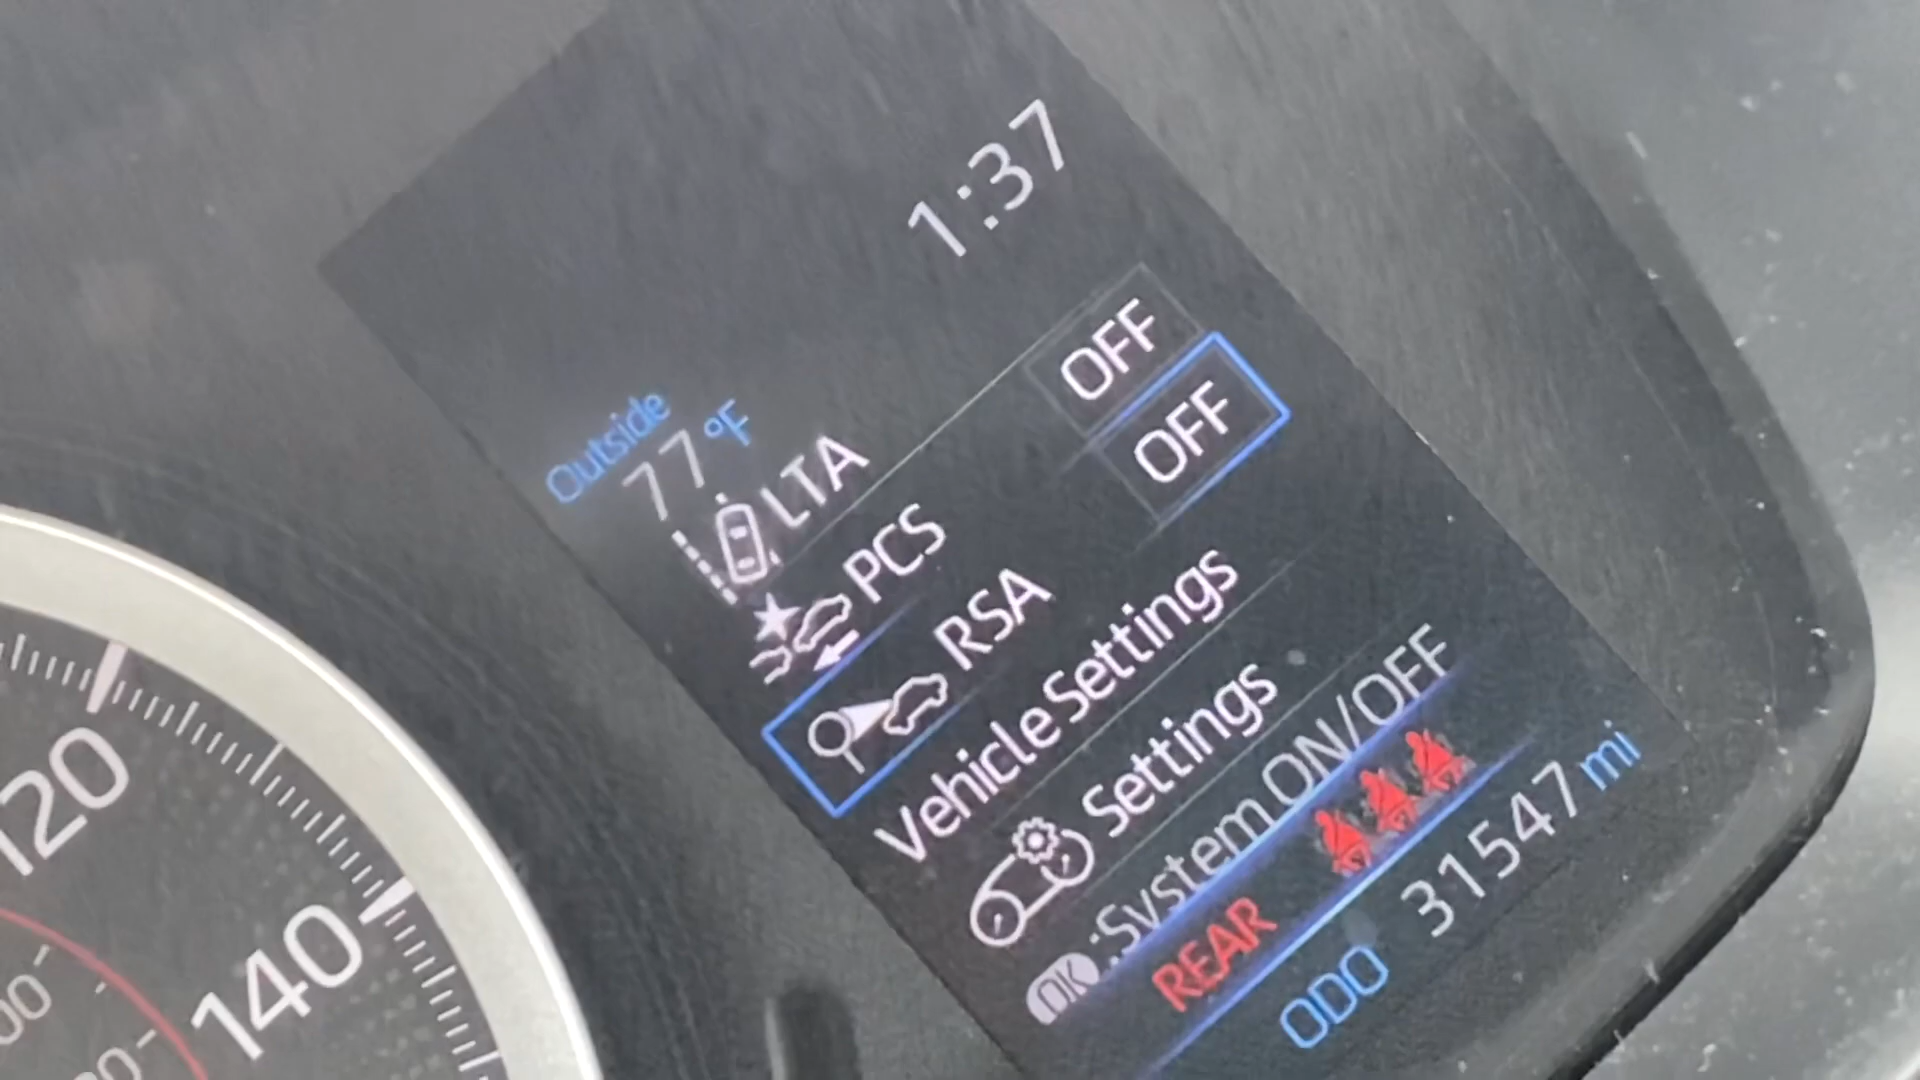 1:37
Outside
77 °F
LTA
PCS OFF
RSA OFF
Vehicle Settings
Settings
OK :System ON/OFF
REAR
ODO 31547 mi
120
140